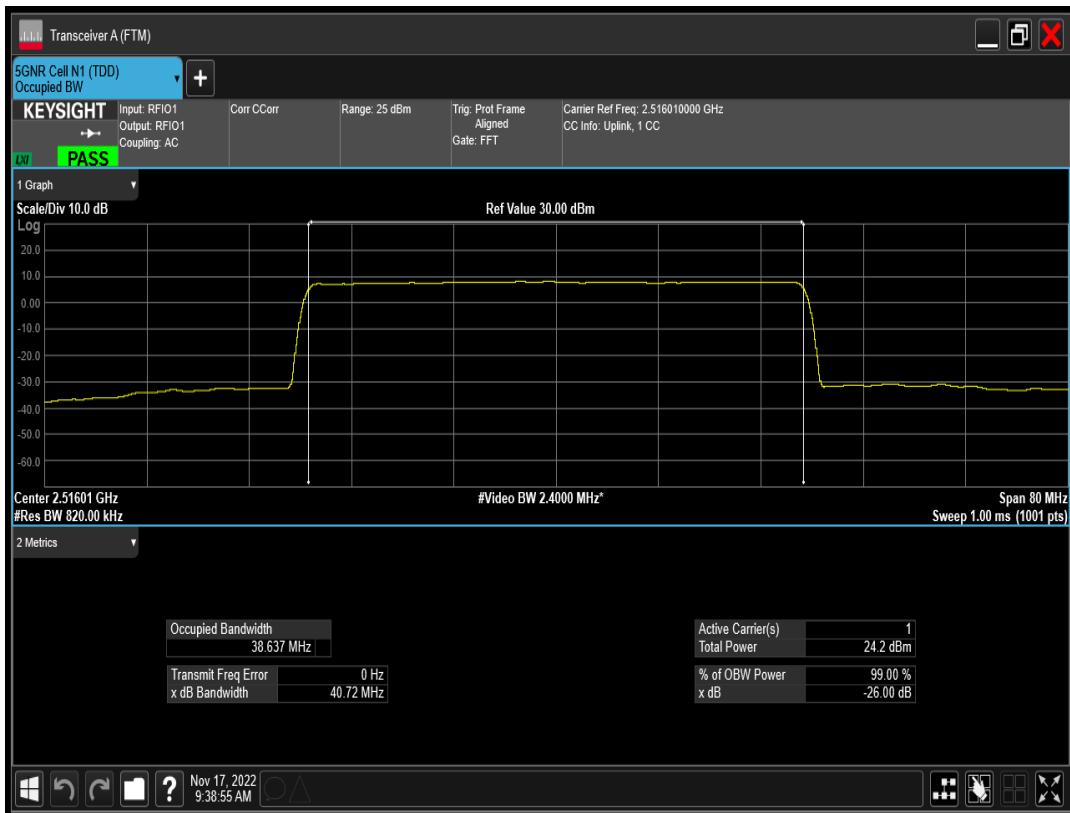 Transceiver A (FTM)
5GNR Cell N1 (TDD)
Occupied BW
+
KEYSIGHT
LXI
PASS
Input: RFIO1
Output: RFIO1
Coupling: AC
Corr CCorr
Range: 25 dBm
Trig: Prot Frame
Aligned
Gate: FFT
Carrier Ref Freq: 2.516010000 GHz
CC Info: Uplink, 1 CC
1 Graph
Scale/Div 10.0 dB
Ref Value 30.00 dBm
Log
20.0
10.0
0.00
-10.0
-20.0
-30.0
-40.0
-50.0
-60.0
Center 2.51601 GHz
#Video BW 2.4000 MHz*
Span 80 MHz
#Res BW 820.00 kHz
Sweep 1.00 ms (1001 pts)
2 Metrics
Occupied Bandwidth
38.637 MHz
Transmit Freq Error 0 Hz
x dB Bandwidth 40.72 MHz
Active Carrier(s) 1
Total Power 24.2 dBm
% of OBW Power 99.00 %
x dB -26.00 dB
?
Nov 17, 2022
9:38:55 AM